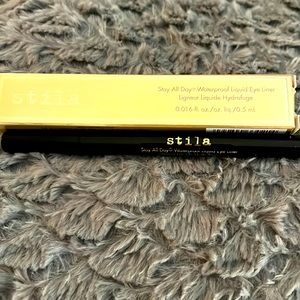 stila
Stay All Day® Waterproof Liquid Eye Liner
Ligneur Liquide Hydrofuge
0.016 fl. oz./oz. liq./0.5 ml
stila
Stay All Day® Waterproof Liquid Eye Liner